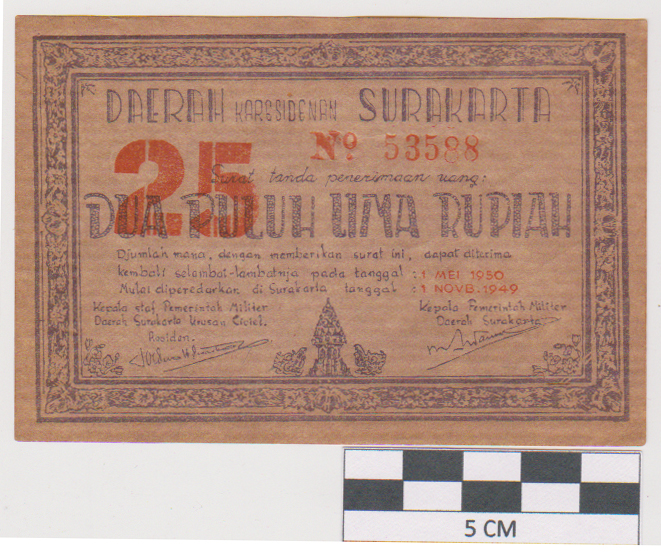 DAERAH KARESIDENAN SURAKARTA
25
Nº 53588
Surat tanda penerimaan uang:
DUA PULUH LIMA RUPIAH
Djumlah mana, dengan memberikan surat ini, dapat diterima
kembali selambat-lambatnja pada tanggal : 1 MEI 1950
Mulai diperedarkan di Surakarta tanggal : 1 NOVB. 1949
Kepala staf Pemerintah Militer
Daerah Surakarta Urusan Civiel.
Residen.
Kepala Pemerintah Militer
Daerah Surakarta.
5 CM